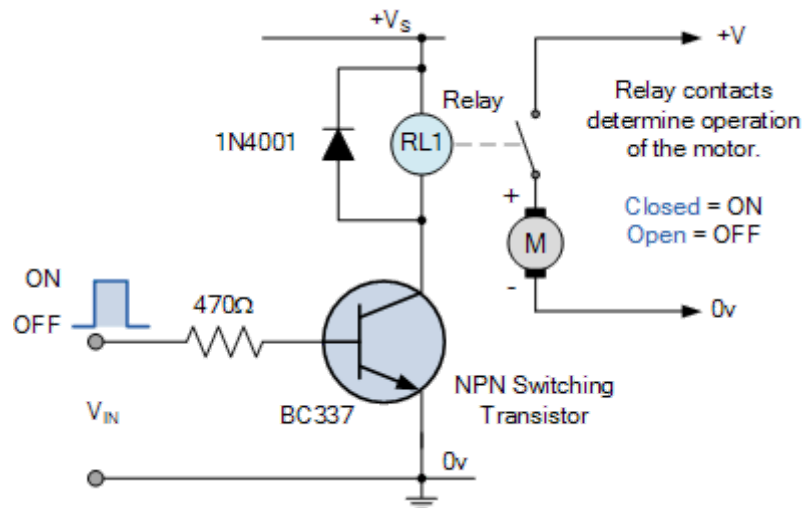 +Vs
+V
Relay
Relay contacts
determine operation
of the motor.
1N4001
RL1
+
Closed = ON
Open = OFF
M
-
ON
OFF
470Ω
0v
NPN Switching
Transistor
BC337
VIN
0v